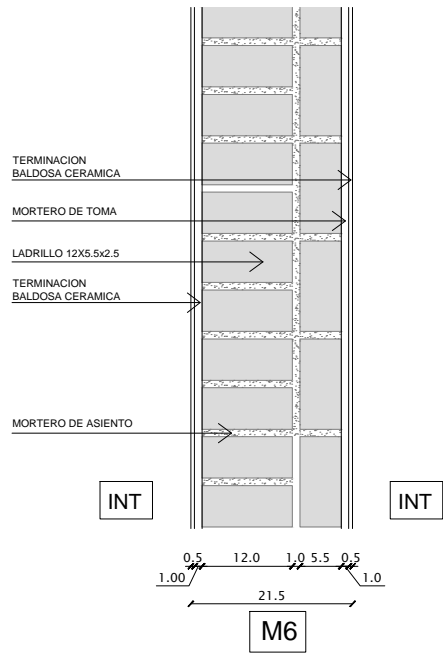 TERMINACION
BALDOSA CERAMICA
MORTERO DE TOMA
LADRILLO 12X5.5x2.5
TERMINACION
BALDOSA CERAMICA
MORTERO DE ASIENTO
INT
INT
0.5 12.0 1.0 5.5 0.5
1.00 1.0
21.5
M6